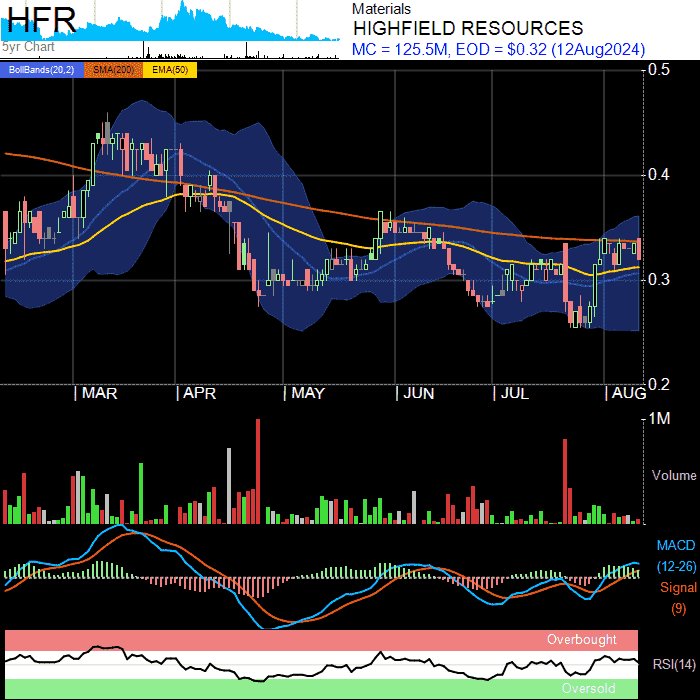 HFR
5yr Chart
Materials
HIGHFIELD RESOURCES
MC = 125.5M, EOD = $0.32 (12Aug2024)
BollBands(20,2) SMA(200) EMA(50)
0.5
0.4
0.3
0.2
| MAR | APR | MAY | JUN | JUL | AUG
1M
Volume
MACD
(12-26)
Signal
(9)
Overbought
RSI(14)
Oversold